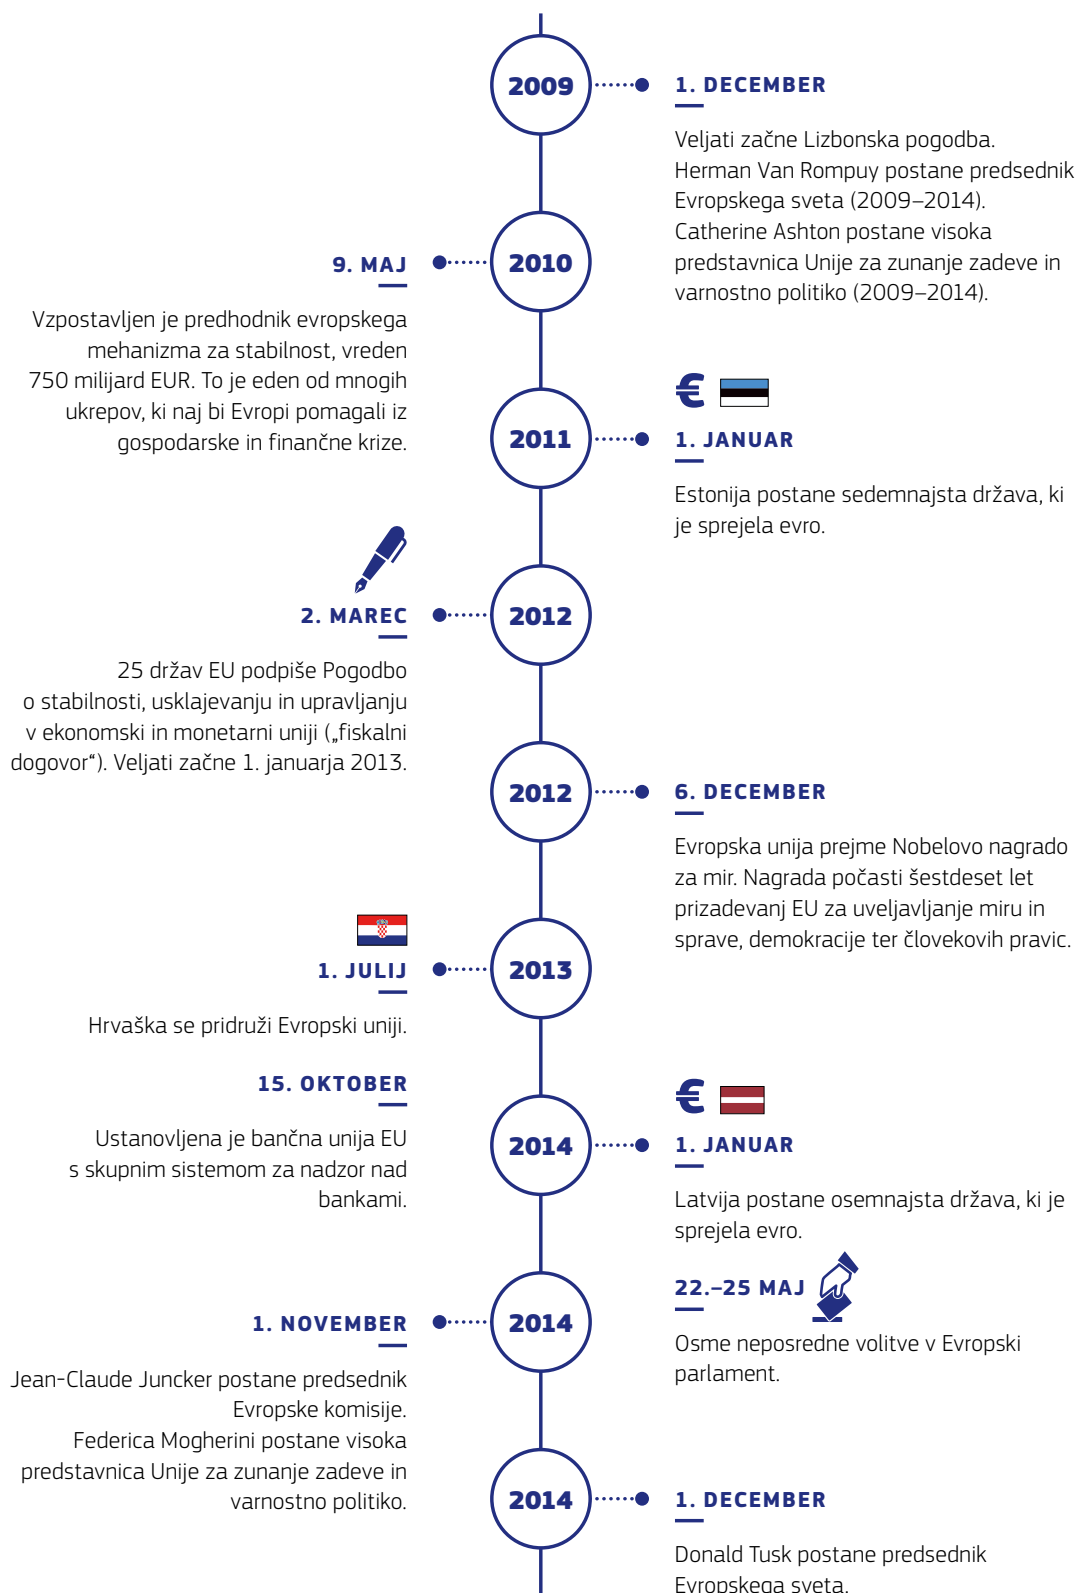 2009
1. DECEMBER
Veljati začne Lizbonska pogodba.
Herman Van Rompuy postane predsednik
Evropskega sveta (2009–2014).
Catherine Ashton postane visoka
predstavnica Unije za zunanje zadeve in
varnostno politiko (2009–2014).
9. MAJ
2010
Vzpostavljen je predhodnik evropskega
mehanizma za stabilnost, vreden
750 milijard EUR. To je eden od mnogih
ukrepov, ki naj bi Evropi pomagali iz
gospodarske in finančne krize.
€
2011
1. JANUAR
Estonija postane sedemnajsta država, ki
je sprejela evro.
2. MAREC
2012
25 držav EU podpiše Pogodbo
o stabilnosti, usklajevanju in upravljanju
v ekonomski in monetarni uniji („fiskalni
dogovor“). Veljati začne 1. januarja 2013.
2012
6. DECEMBER
Evropska unija prejme Nobelovo nagrado
za mir. Nagrada počasti šestdeset let
prizadevanj EU za uveljavljanje miru in
sprave, demokracije ter človekovih pravic.
1. JULIJ
2013
Hrvaška se pridruži Evropski uniji.
15. OKTOBER
Ustanovljena je bančna unija EU
s skupnim sistemom za nadzor nad
bankami.
€
2014
1. JANUAR
Latvija postane osemnajsta država, ki je
sprejela evro.
22.–25 MAJ
Osme neposredne volitve v Evropski
parlament.
1. NOVEMBER
2014
Jean-Claude Juncker postane predsednik
Evropske komisije.
Federica Mogherini postane visoka
predstavnica Unije za zunanje zadeve in
varnostno politiko.
2014
1. DECEMBER
Donald Tusk postane predsednik
Evropskega sveta.